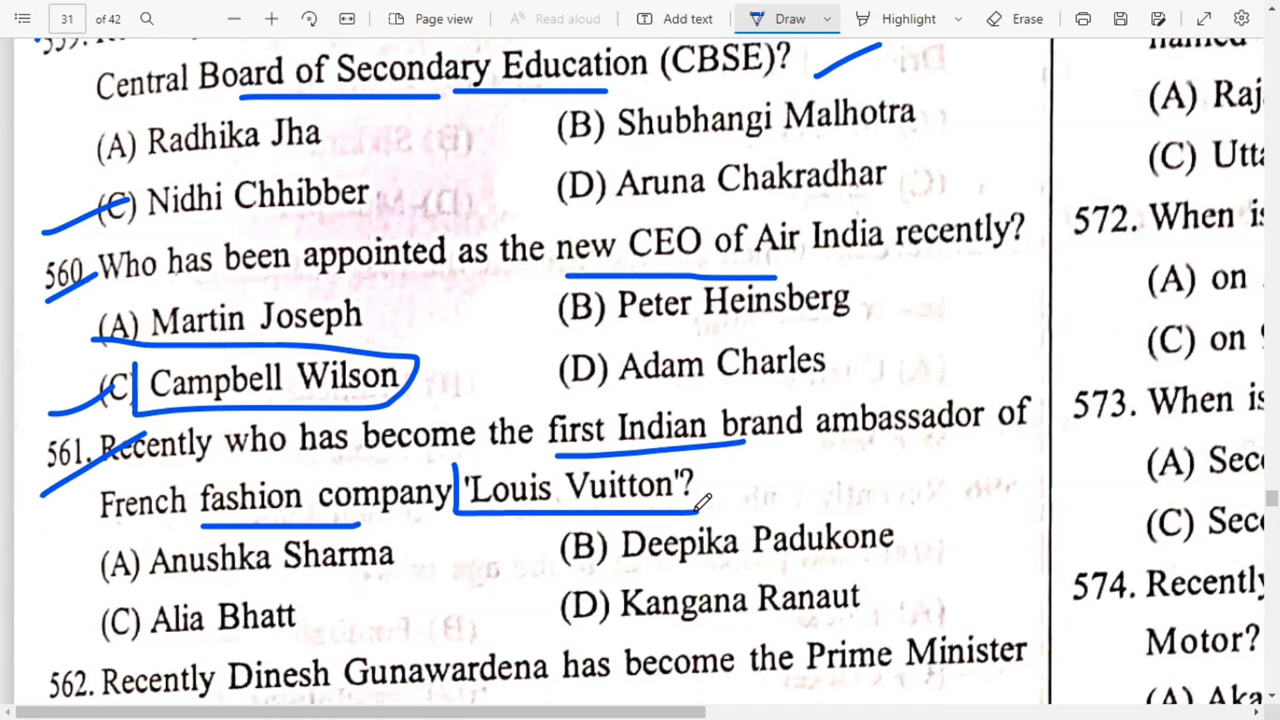 31
of 42
Page view
Read aloud
Add text
Draw
Highlight
Erase
Central Board of Secondary Education (CBSE)?
(A) Radhika Jha
(B) Shubhangi Malhotra
(C) Nidhi Chhibber
(D) Aruna Chakradhar
560. Who has been appointed as the new CEO of Air India recently?
(A) Martin Joseph
(B) Peter Heinsberg
(C) Campbell Wilson
(D) Adam Charles
561. Recently who has become the first Indian brand ambassador of
French fashion company 'Louis Vuitton'?
(A) Anushka Sharma
(B) Deepika Padukone
(C) Alia Bhatt
(D) Kangana Ranaut
562. Recently Dinesh Gunawardena has become the Prime Minister
(A) Raj
(C) Utta
572. When is
(A) on
(C) on
573. When is
(A) Sec
(C) Sec
574. Recently
Motor?
(A) Aka